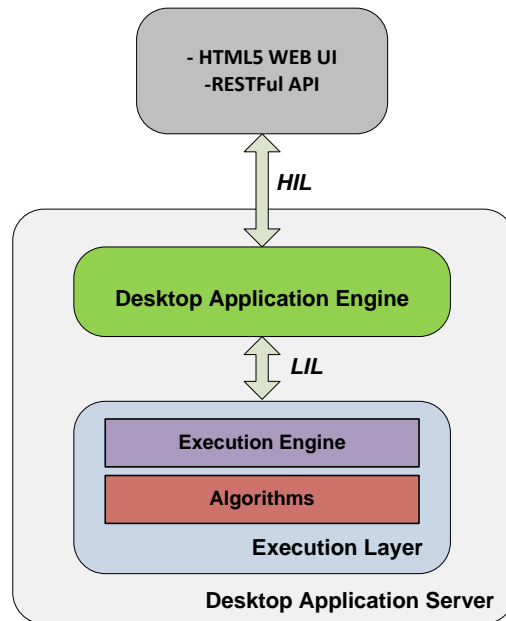 - HTML5 WEB UI
-RESTFul API
HIL
Desktop Application Engine
LIL
Execution Engine
Algorithms
Execution Layer
Desktop Application Server